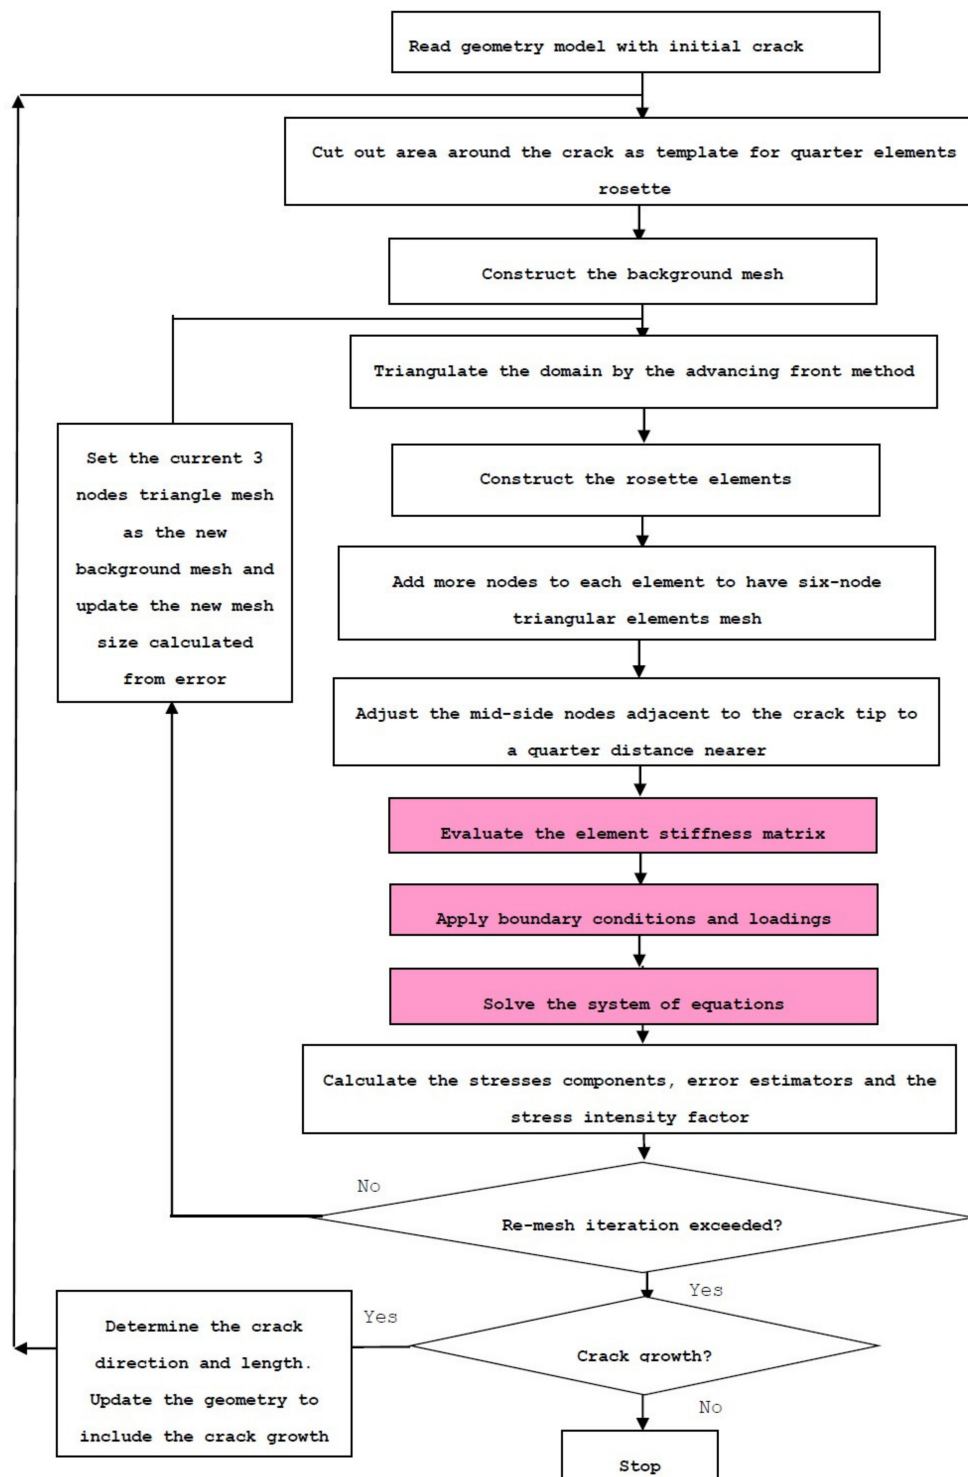 Read geometry model with initial crack
Cut out area around the crack as template for quarter elements
rosette
Construct the background mesh
Triangulate the domain by the advancing front method
Set the current 3
nodes triangle mesh
as the new
background mesh and
update the new mesh
size calculated
from error
Construct the rosette elements
Add more nodes to each element to have six-node
triangular elements mesh
Adjust the mid-side nodes adjacent to the crack tip to
a quarter distance nearer
Evaluate the element stiffness matrix
Apply boundary conditions and loadings
Solve the system of equations
Calculate the stresses components, error estimators and the
stress intensity factor
No
Re-mesh iteration exceeded?
Yes
Yes
Determine the crack
direction and length.
Update the geometry to
include the crack growth
Crack growth?
No
Stop